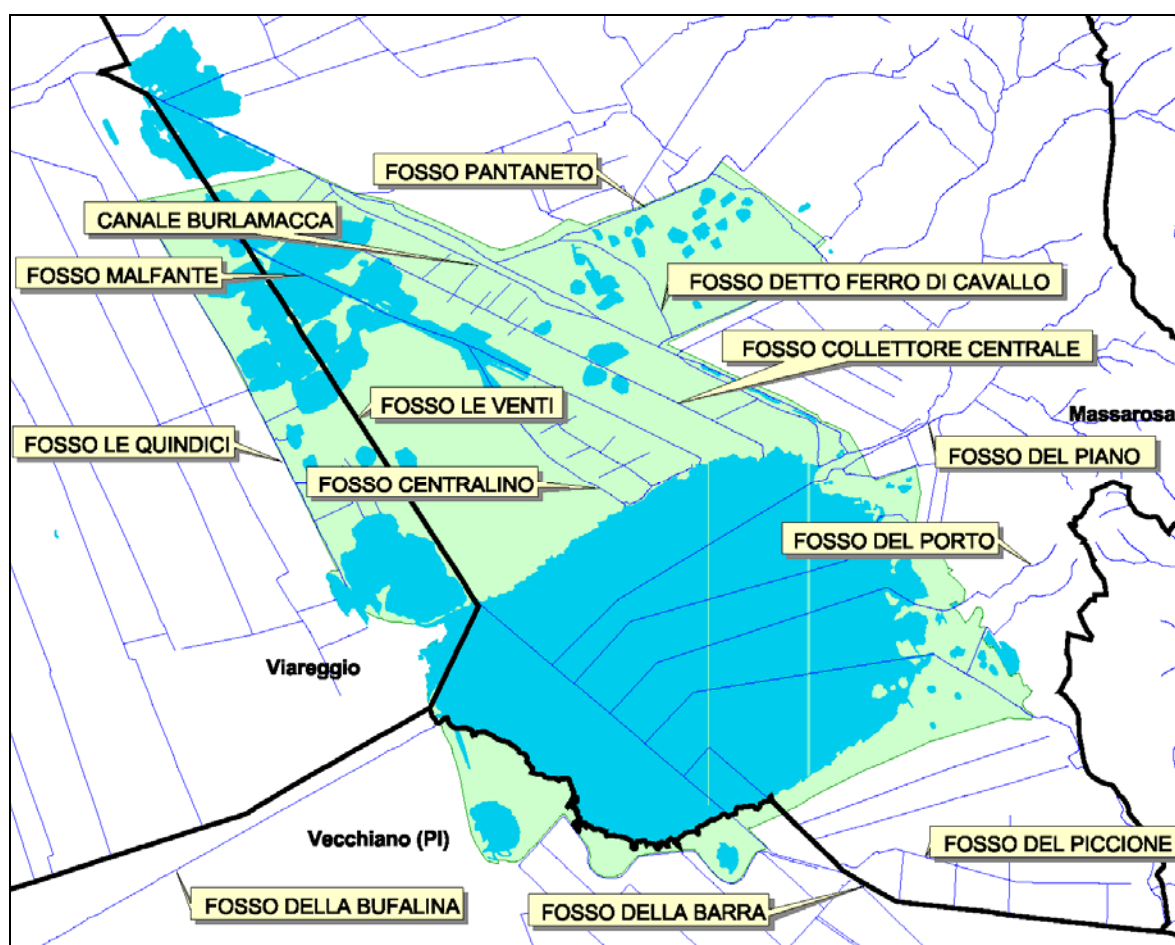 FOSSO PANTANETO
CANALE BURLAMACCA
FOSSO MALFANTE
FOSSO DETTO FERRO DI CAVALLO
FOSSO COLLETTORE CENTRALE
FOSSO LE VENTI
Massarosa
FOSSO LE QUINDICI
FOSSO DEL PIANO
FOSSO CENTRALINO
FOSSO DEL PORTO
Viareggio
Vecchiano (PI)
FOSSO DEL PICCIONE
FOSSO DELLA BUFALINA
FOSSO DELLA BARRA